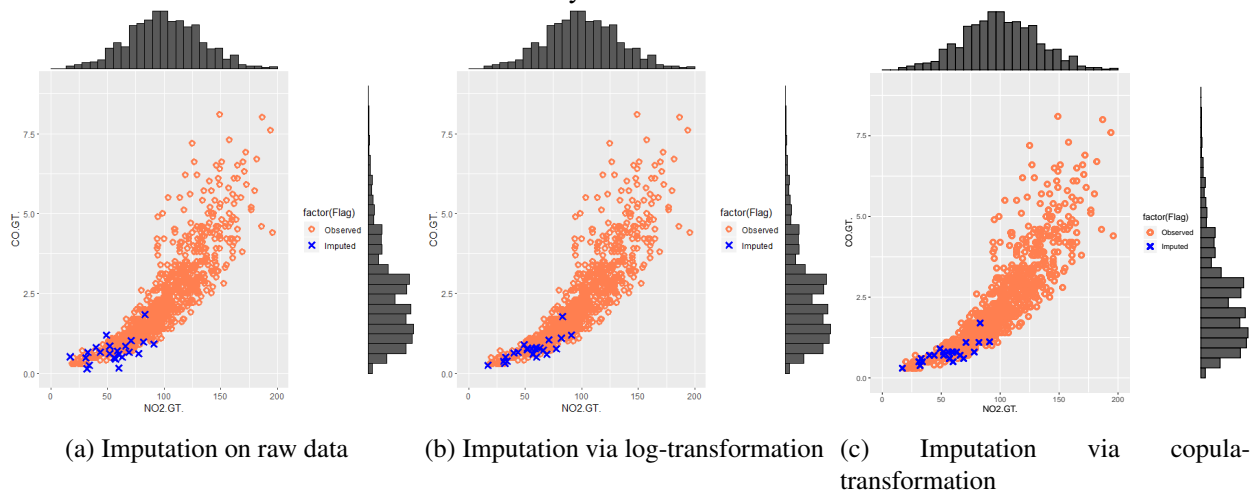 7.5
5.0
2.5
0.0
CO.GT.
0
50
100
150
200
NO2.GT.
factor(Flag)
Observed
Imputed
7.5
5.0
2.5
0.0
CO.GT.
0
50
100
150
200
NO2.GT.
factor(Flag)
Observed
Imputed
7.5
5.0
2.5
0.0
CO.GT.
0
50
100
150
200
NO2.GT.
factor(Flag)
Observed
Imputed
(a) Imputation on raw data
(b) Imputation via log-transformation
(c) Imputation via copula-
transformation